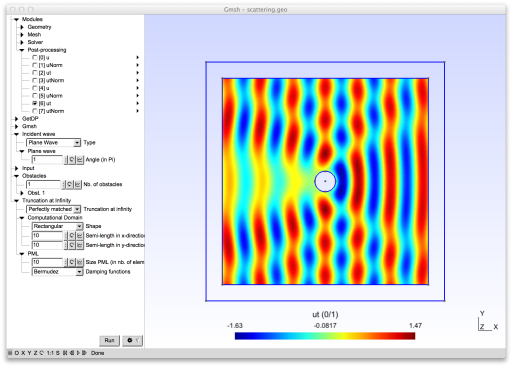 Gmsh - scattering.geo
Modules
Geometry
Mesh
Solver
Post-processing
[0] u
[1] uNorm
[2] ut
[3] utNorm
[4] u
[5] uNorm
[6] ut
[7] utNorm
GetDP
Gmsh
Incident wave
Plane Wave Type
Plane wave
1 Angle (in Pi)
Input
Obstacles
1 Nb. of obstacles
Obst. 1
Truncation at Infinity
Perfectly matched Truncation at infinity
Computational Domain
Rectangular Shape
10 Semi-length in x-direction
10 Semi-length in y-direction
PML
10 Size PML (in nb. of elem
Bermudez Damping functions
Run
ut (0/1)
-1.63 -0.0817 1.47
Y
Z X
O X Y Z 1:1 S Done